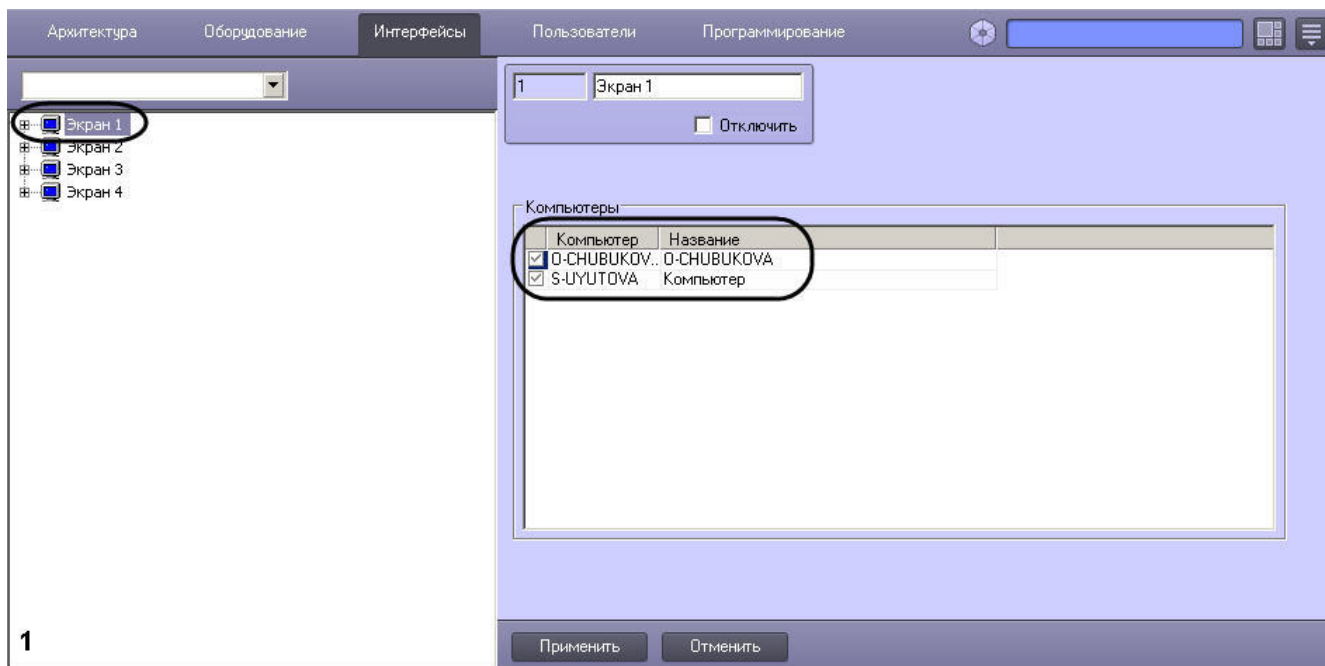 Архитектура Оборудование Интерфейсы Пользователи Программирование
Экран 1
Экран 2
Экран 3
Экран 4
1 Экран 1
Отключить
Компьютеры
Компьютер Название
O-CHUBUKOV.. O-CHUBUKOVA
S-UYUTOVA Компьютер
1
Применить Отменить